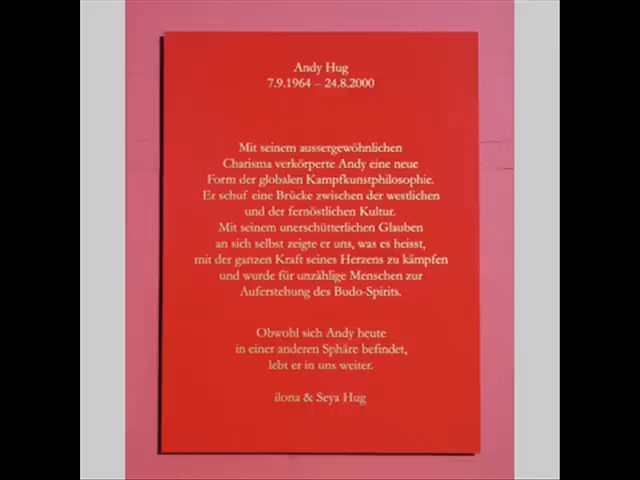 Andy Hug
7.9.1964 – 24.8.2000
Mit seinem aussergewöhnlichen
Charisma verkörperte Andy eine neue
Form der globalen Kampfkunstphilosophie.
Er schuf eine Brücke zwischen der westlichen
und der fernöstlichen Kultur.
Mit seinem unerschütterlichen Glauben
an sich selbst zeigte er uns, was es heisst,
mit der ganzen Kraft seines Herzens zu kämpfen
und wurde für unzählige Menschen zur
Auferstehung des Budo-Spirits.
Obwohl sich Andy heute
in einer anderen Sphäre befindet,
lebt er in uns weiter.
ilona & Seya Hug